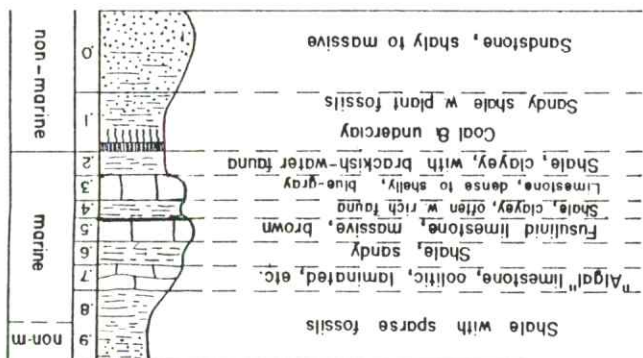 non-marine
.0
Sandstone, shaly to massive
.1
Sandy shale w. plant fossils
Coal & underclay
marine
.2
Shale, clayey, with brackish-water fauna
.3
Limestone, dense to shelly, blue-gray
.4
Shale, clayey, often w. rich fauna
.5
Fusulinid limestone, massive, brown
.6
Shale, sandy
.7
"Algal" limestone, oolitic, laminated, etc.
.8
Shale with sparse fossils
non-m
.9